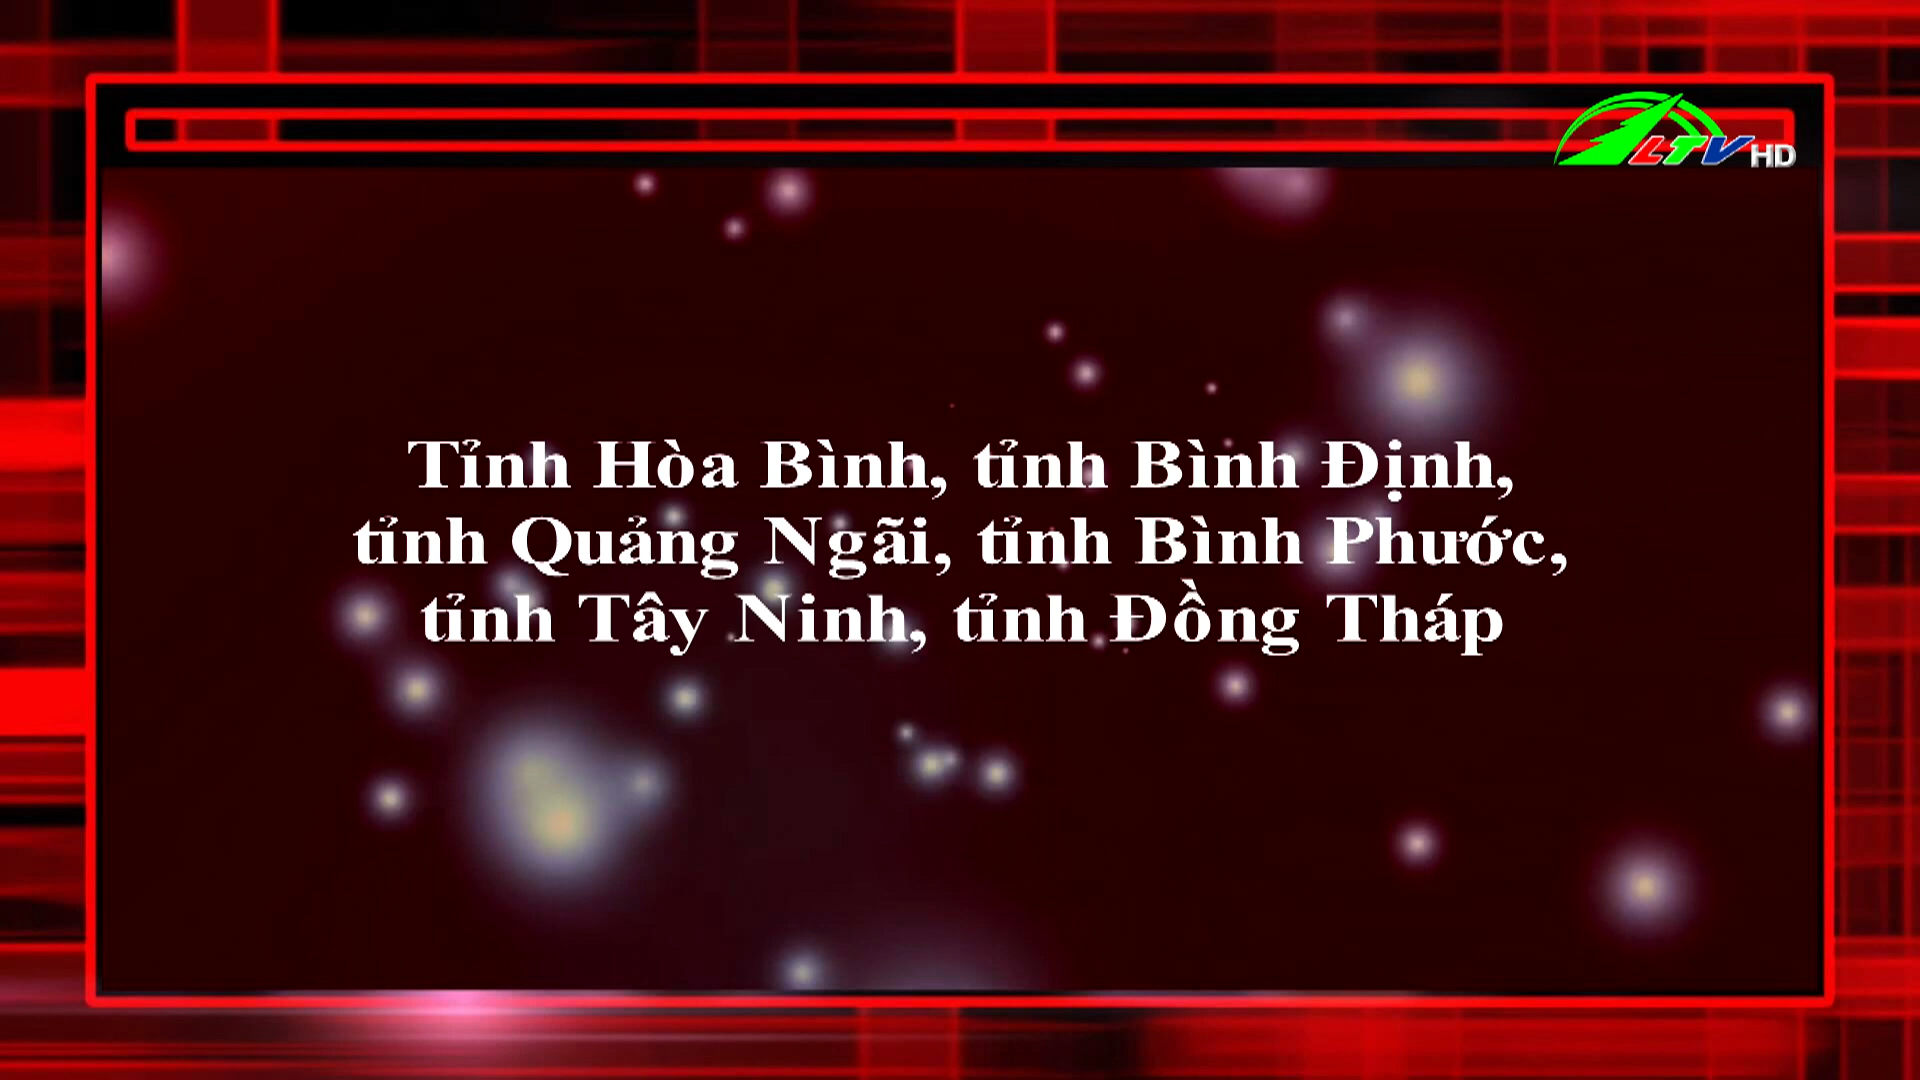 LTV HD
Tỉnh Hòa Bình, tỉnh Bình Định,
tỉnh Quảng Ngãi, tỉnh Bình Phước,
tỉnh Tây Ninh, tỉnh Đồng Tháp